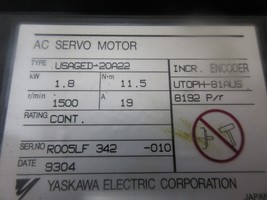 AC SERVO MOTOR
TYPE USAGED-20A22 INCR. ENCODER
kW 1.8 N·m 11.5 UTOPH-81AUS
r/min 1500 A 19 8192 P/r
RATING CONT.
SER.NO R005LF 342 -010
DATE 9304
YASKAWA ELECTRIC CORPORATION
JAPAN